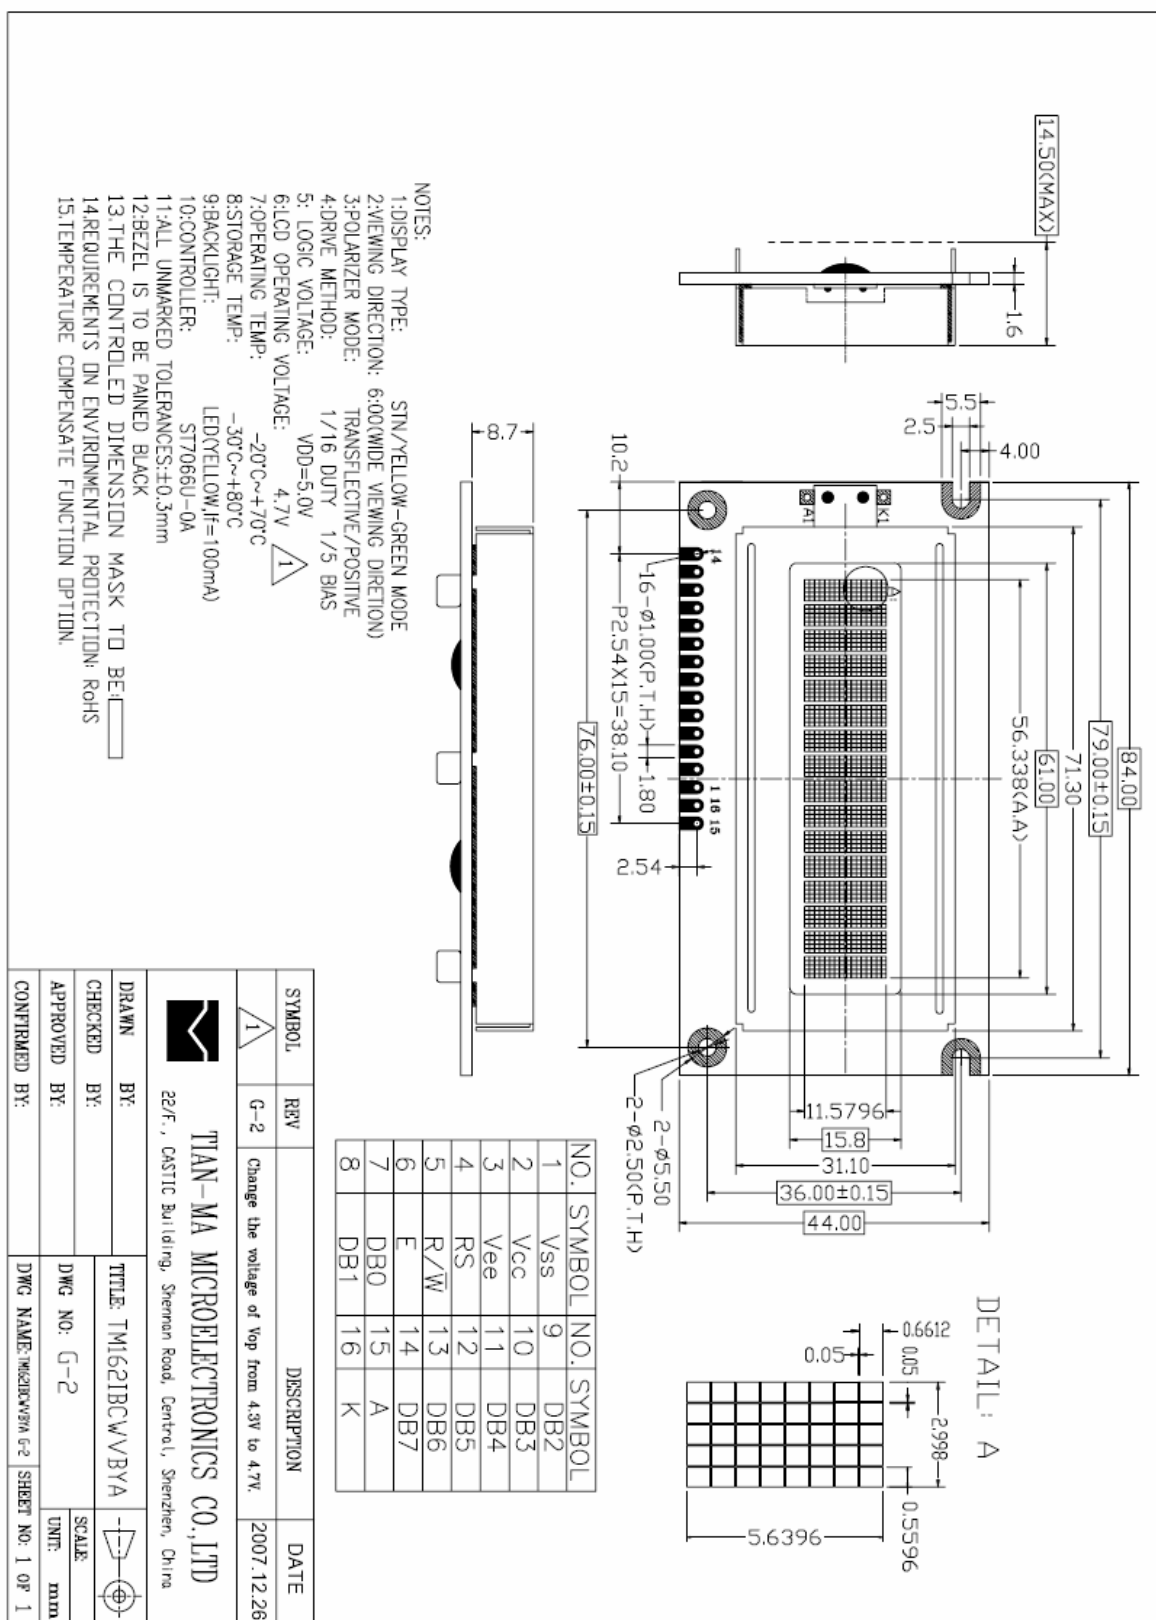 14.50(MAX)
1.6
5.5
2.5
4.00
84.00
79.00±0.15
71.30
61.00
56.338(A.A)
A1
K1
A:
10.2
14
16-ø1.00(P.T.H)
P2.54X15=38.10
1.80
1 16 15
2.54
76.00±0.15
8.7
11.5796
15.8
31.10
36.00±0.15
44.00
2-ø5.50
2-ø2.50(P.T.H)
DETAIL: A
0.6612
0.05
0.05
2.998
0.5596
5.6396
NOTES:
1:DISPLAY TYPE: STN/YELLOW-GREEN MODE
2:VIEWING DIRECTION: 6:00(WIDE VIEWING DIRETION)
3:POLARIZER MODE: TRANSFLECTIVE/POSITIVE
4:DRIVE METHOD: 1/16 DUTY 1/5 BIAS
5: LOGIC VOLTAGE: VDD=5.0V
6:LCD OPERATING VOLTAGE: 4.7V 1
7:OPERATING TEMP: -20°C~+70°C
8:STORAGE TEMP: -30°C~+80°C
9:BACKLIGHT: LED(YELLOW,If=100mA)
10:CONTROLLER: ST7066U-0A
11:ALL UNMARKED TOLERANCES:±0.3mm
12:BEZEL IS TO BE PAINED BLACK
13.THE CONTROLED DIMENSION MASK TO BE:
14.REQUIREMENTS ON ENVIRONMENTAL PROTECTION: RoHS
15.TEMPERATURE COMPENSATE FUNCTION OPTION.
NO. SYMBOL NO. SYMBOL
1 Vss 9 DB2
2 Vcc 10 DB3
3 Vee 11 DB4
4 RS 12 DB5
5 R/W 13 DB6
6 E 14 DB7
7 DB0 15 A
8 DB1 16 K
SYMBOL REV DESCRIPTION DATE
1 G-2 Change the voltage of Vop from 4.3V to 4.7V. 2007.12.26
TIAN-MA MICROELECTRONICS CO.,LTD
22/F., CASTIC Building, Shennan Road, Central, Shenzhen, China
DRAWN BY:
CHECKED BY:
APPROVED BY:
CONFIRMED BY:
TITLE: TM162IBCWVBYA
DWG NO: G-2
SCALE:
UNIT: mm
DWG NAME:TM162IBCWVBYA G-2
SHEET NO: 1 OF 1